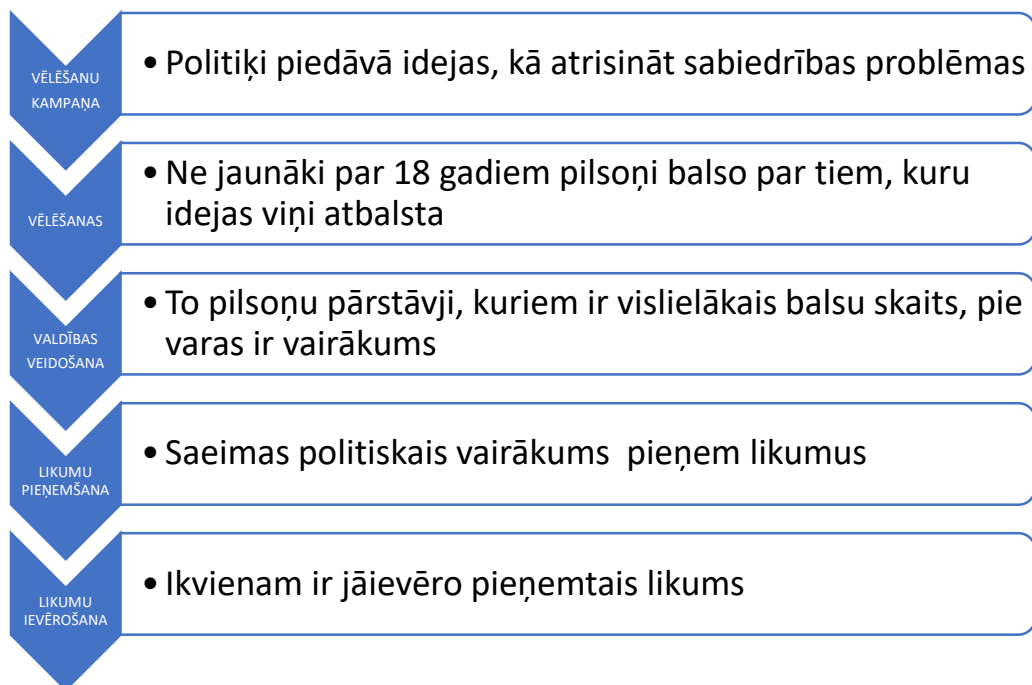 VĒLĒŠANU
KAMPAŅA
• Politiķi piedāvā idejas, kā atrisināt sabiedrības problēmas
VĒLĒŠANAS
• Ne jaunāki par 18 gadiem pilsoņi balso par tiem, kuru
idejas viņi atbalsta
VALDĪBAS
VEIDOŠANA
• To pilsoņu pārstāvji, kuriem ir vislielākais balsu skaits, pie
varas ir vairākums
LIKUMU
PIEŅEMŠANA
• Saeimas politiskais vairākums  pieņem likumus
LIKUMU
IEVĒROŠANA
• Ikvienam ir jāievēro pieņemtais likums